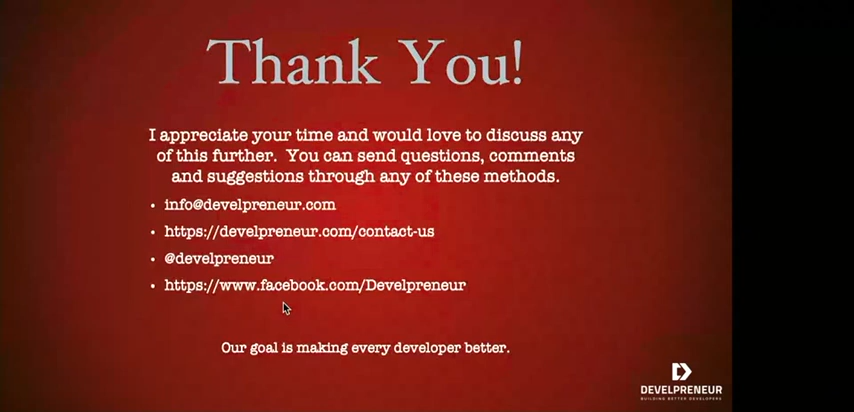 Thank You!
I appreciate your time and would love to discuss any
of this further. You can send questions, comments
and suggestions through any of these methods.
• info@develpreneur.com
• https://develpreneur.com/contact-us
• @develpreneur
• https://www.facebook.com/Develpreneur
Our goal is making every developer better.
DEVELPRENEUR
BUILDING BETTER DEVELOPERS